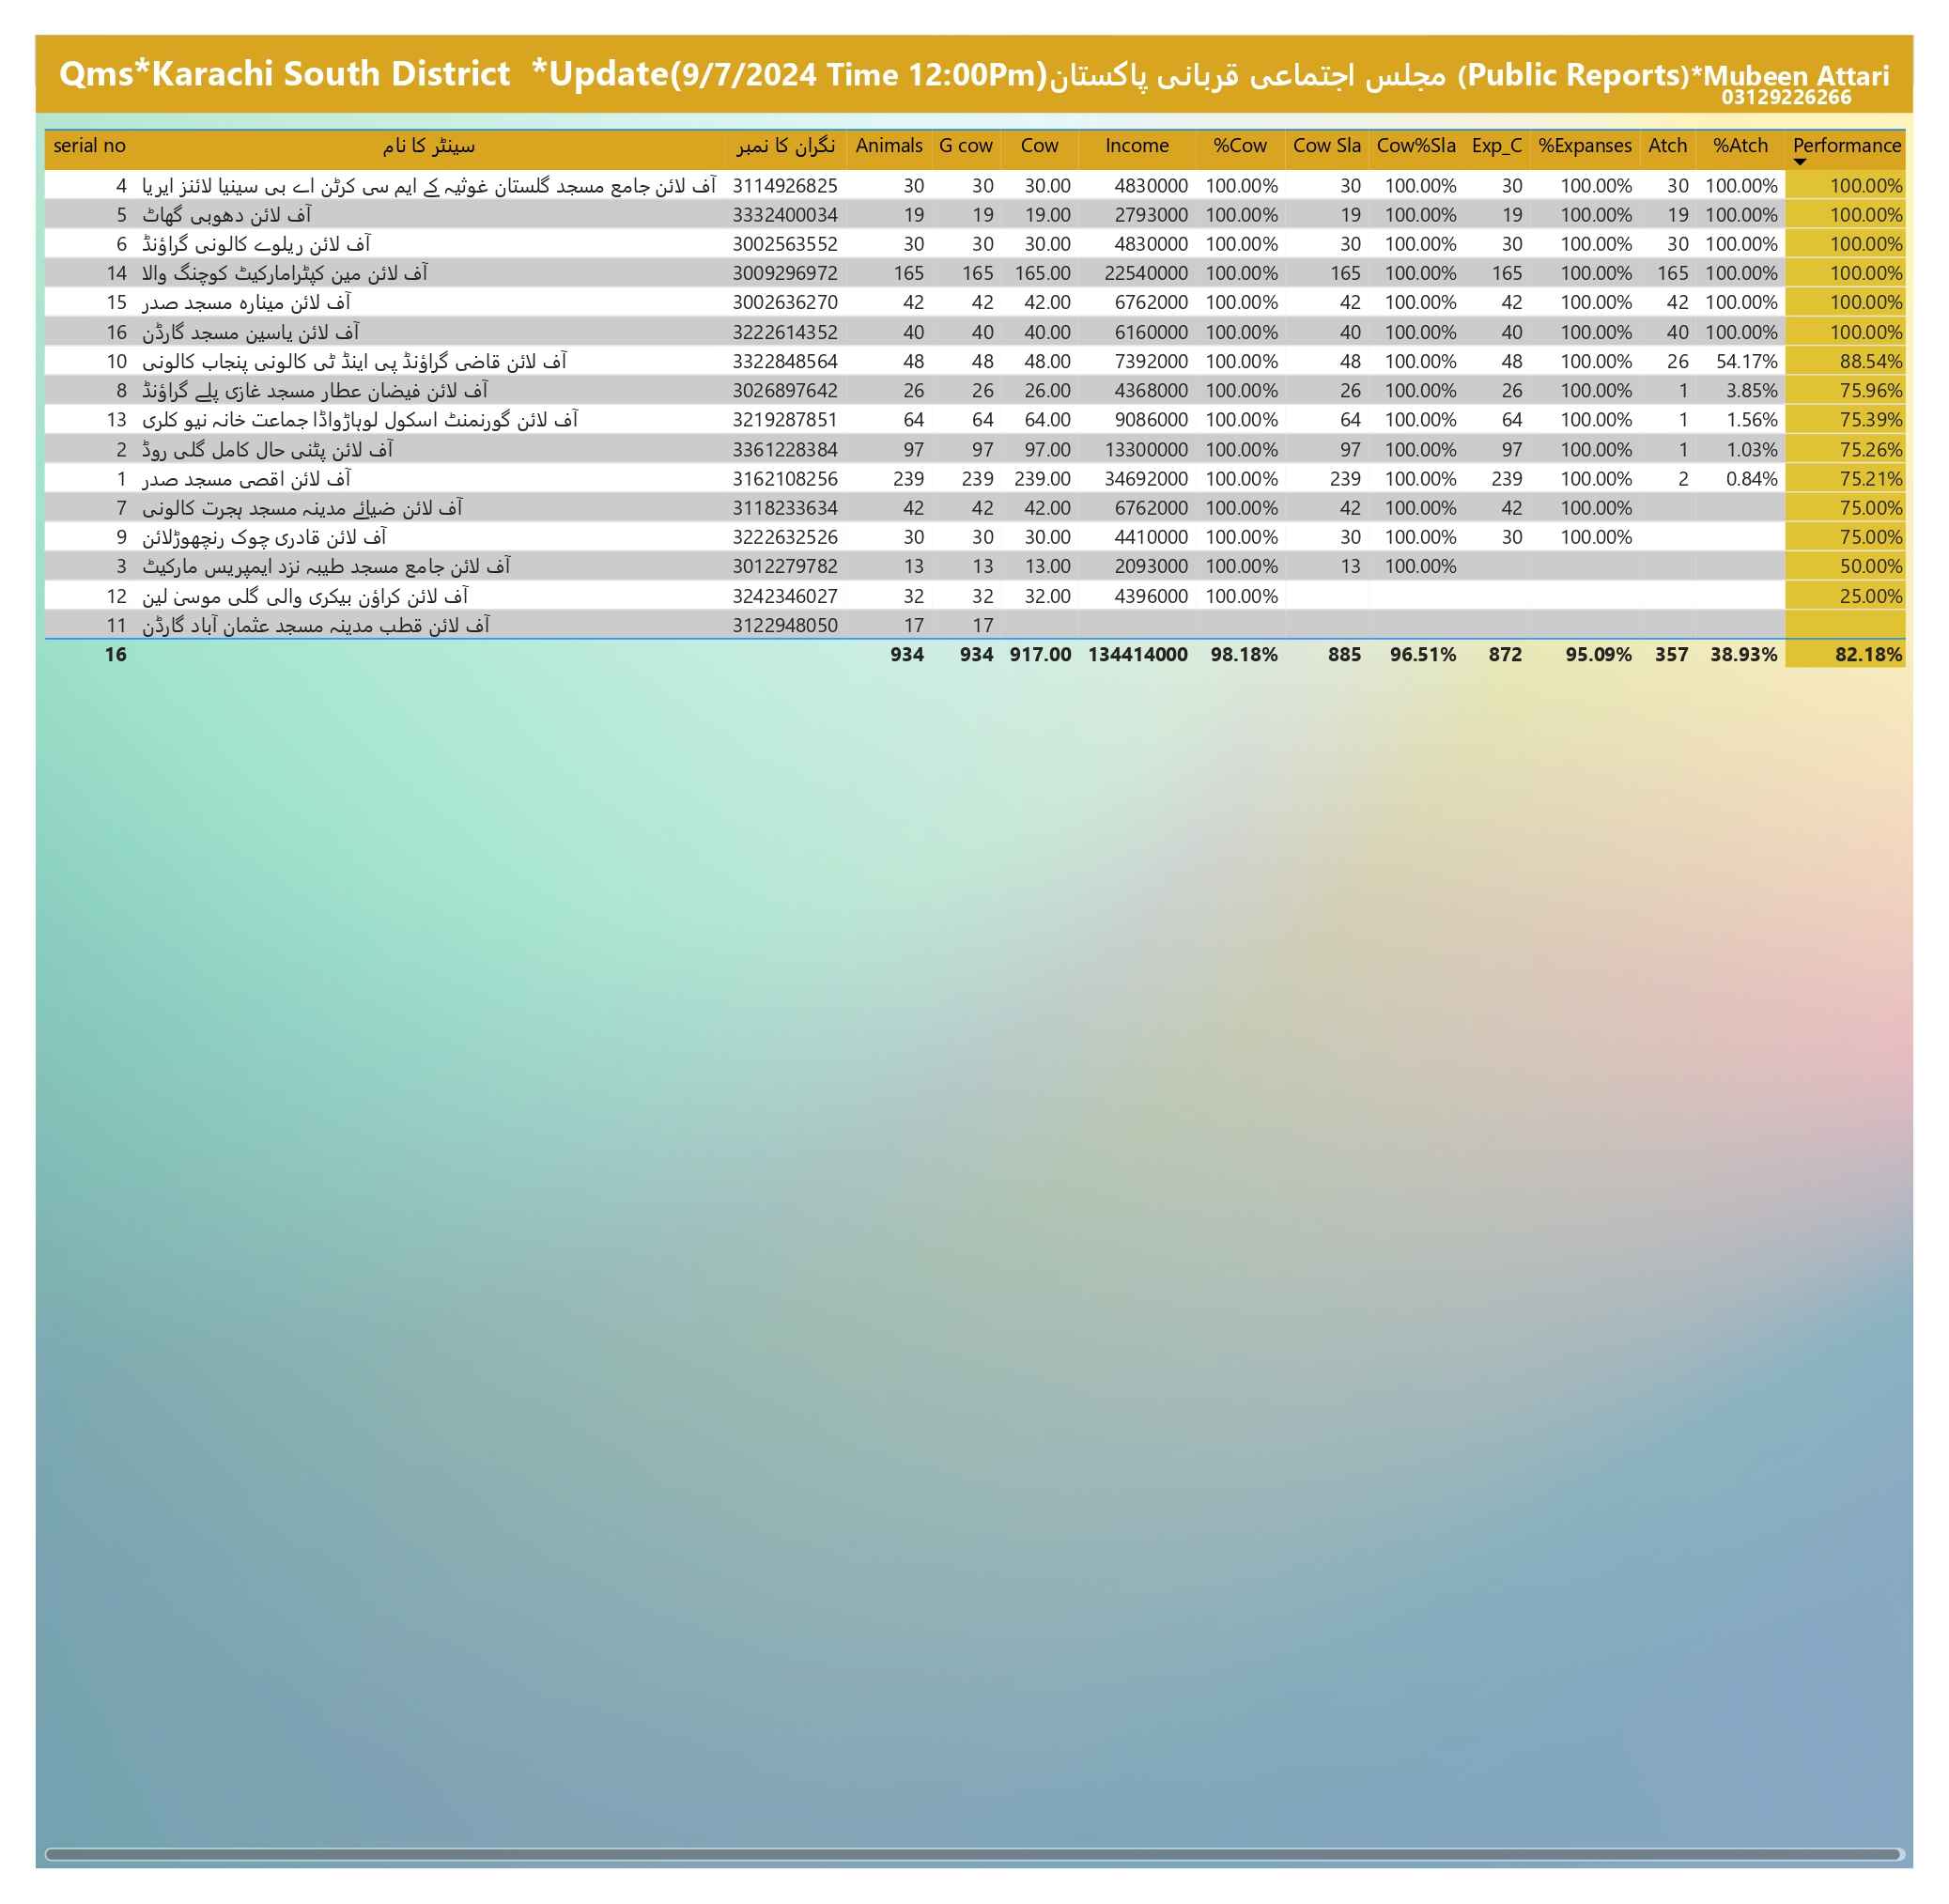 Qms*Karachi South District *Update(9/7/2024 Time 12:00Pm)مجلس اجتماعی قربانی پاکستان (Public Reports)*Mubeen Attari
03129226266
serial no سینٹر کا نام نگران کا نمبر Animals G cow Cow Income %Cow Cow Sla Cow%Sla Exp_C %Expanses Atch %Atch Performance
4 آف لائن جامع مسجد گلستان غوثیہ کے ایم سی کرٹن اے بی سینیا لائنز ایریا 3114926825 30 30 30.00 4830000 100.00% 30 100.00% 30 100.00% 30 100.00% 100.00%
5 آف لائن دھوبی گھاٹ 3332400034 19 19 19.00 2793000 100.00% 19 100.00% 19 100.00% 19 100.00% 100.00%
6 آف لائن ریلوے کالونی گراؤنڈ 3002563552 30 30 30.00 4830000 100.00% 30 100.00% 30 100.00% 30 100.00% 100.00%
14 آف لائن مین کپڑامارکیٹ کوچنگ والا 3009296972 165 165 165.00 22540000 100.00% 165 100.00% 165 100.00% 165 100.00% 100.00%
15 آف لائن مینارہ مسجد صدر 3002636270 42 42 42.00 6762000 100.00% 42 100.00% 42 100.00% 42 100.00% 100.00%
16 آف لائن یاسین مسجد گارڈن 3222614352 40 40 40.00 6160000 100.00% 40 100.00% 40 100.00% 40 100.00% 100.00%
10 آف لائن قاضی گراؤنڈ پی اینڈ ٹی کالونی پنجاب کالونی 3322848564 48 48 48.00 7392000 100.00% 48 100.00% 48 100.00% 26 54.17% 88.54%
8 آف لائن فیضان عطار مسجد غازی پلے گراؤنڈ 3026897642 26 26 26.00 4368000 100.00% 26 100.00% 26 100.00% 1 3.85% 75.96%
13 آف لائن گورنمنٹ اسکول لوہاڑواڈا جماعت خانہ نیو کلری 3219287851 64 64 64.00 9086000 100.00% 64 100.00% 64 100.00% 1 1.56% 75.39%
2 آف لائن پٹنی حال کامل گلی روڈ 3361228384 97 97 97.00 13300000 100.00% 97 100.00% 97 100.00% 1 1.03% 75.26%
1 آف لائن اقصی مسجد صدر 3162108256 239 239 239.00 34692000 100.00% 239 100.00% 239 100.00% 2 0.84% 75.21%
7 آف لائن ضیائے مدینہ مسجد ہجرت کالونی 3118233634 42 42 42.00 6762000 100.00% 42 100.00% 42 100.00% 75.00%
9 آف لائن قادری چوک رنچھوڑلائن 3222632526 30 30 30.00 4410000 100.00% 30 100.00% 30 100.00% 75.00%
3 آف لائن جامع مسجد طیبہ نزد ایمپریس مارکیٹ 3012279782 13 13 13.00 2093000 100.00% 13 100.00% 50.00%
12 آف لائن کراؤن بیکری والی گلی موسیٰ لین 3242346027 32 32 32.00 4396000 100.00% 25.00%
11 آف لائن قطب مدینہ مسجد عثمان آباد گارڈن 3122948050 17 17
16 934 934 917.00 134414000 98.18% 885 96.51% 872 95.09% 357 38.93% 82.18%